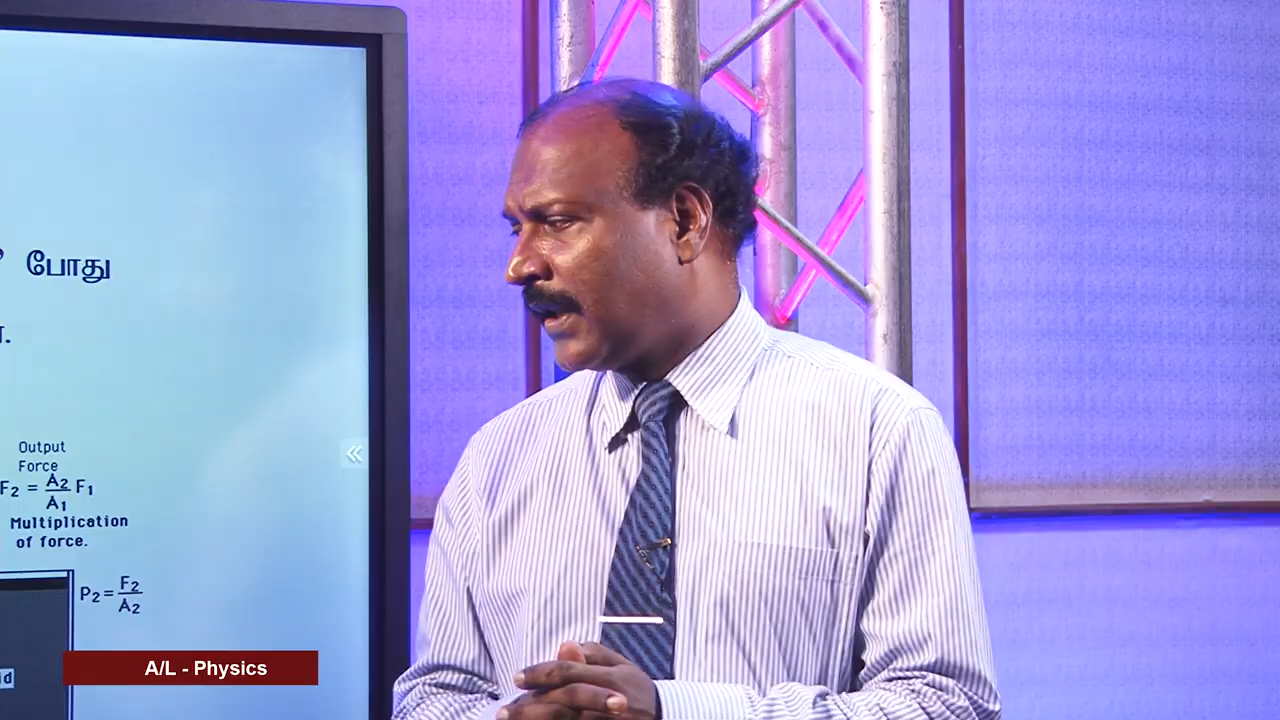 போது
Output
Force
F₂ = A₂/A₁ F₁
Multiplication
of force.
P₂ = F₂/A₂
A/L - Physics